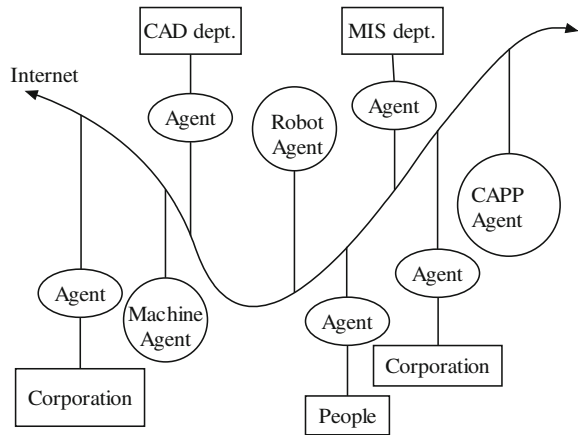 CAD dept.
MIS dept.
Internet
Agent
Robot
Agent
Agent
CAPP
Agent
Agent
Machine
Agent
Agent
Agent
Corporation
Corporation
People